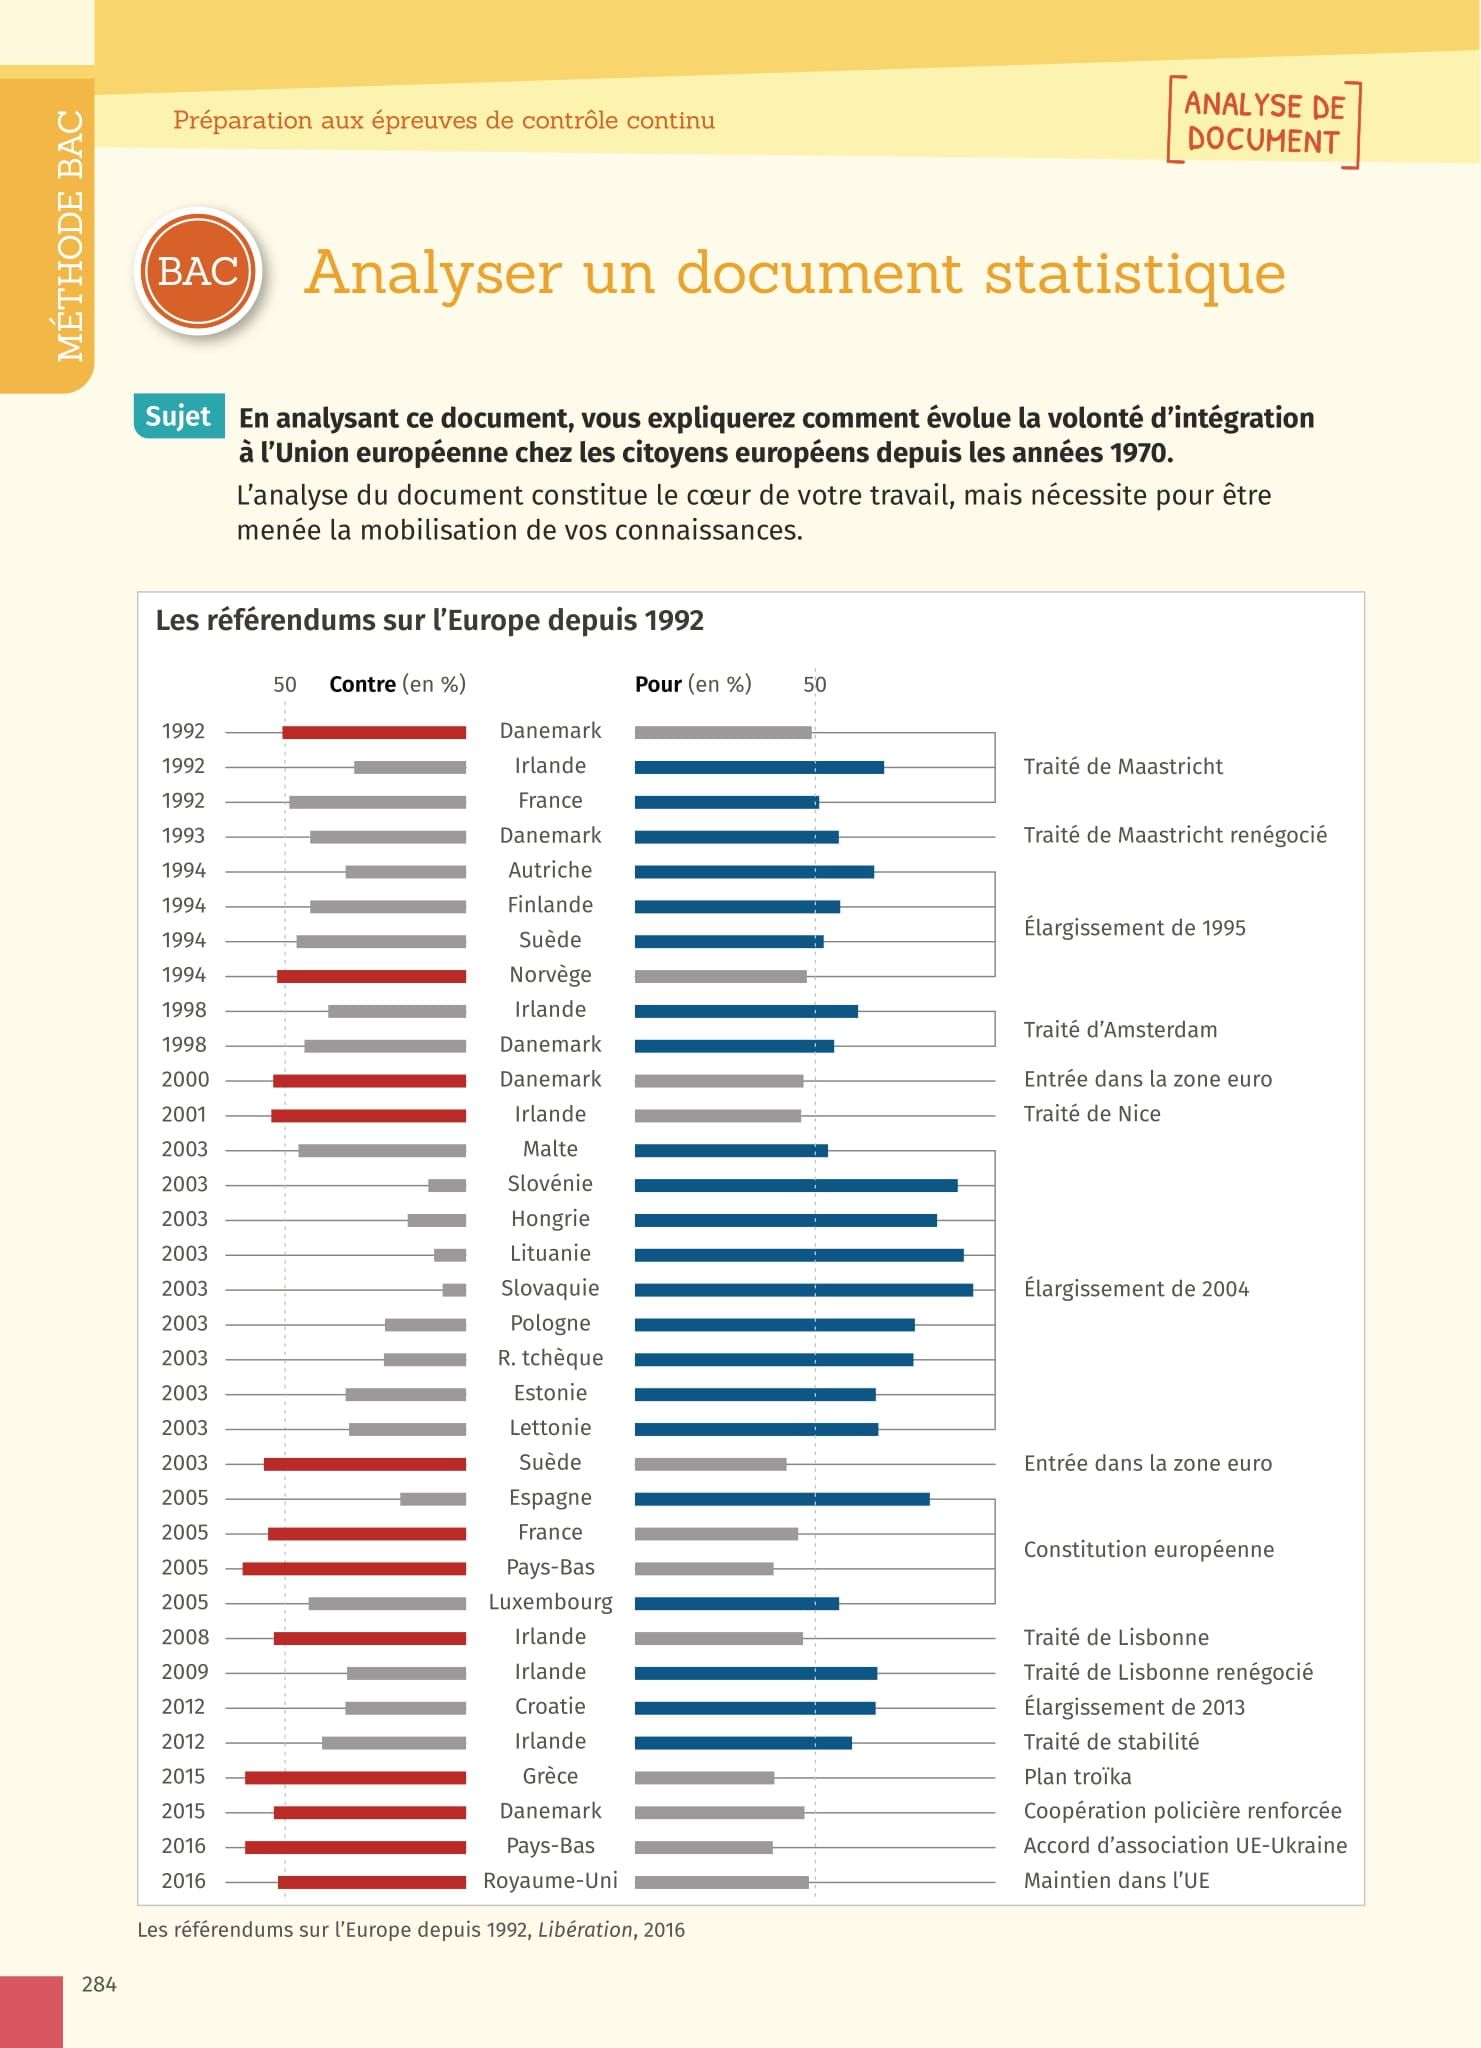 Préparation aux épreuves de contrôle continu
ANALYSE DE
DOCUMENT
MÉTHODE BAC
BAC
Analyser un document statistique
Sujet
En analysant ce document, vous expliquerez comment évolue la volonté d’intégration
à l’Union européenne chez les citoyens européens depuis les années 1970.
L’analyse du document constitue le cœur de votre travail, mais nécessite pour être
menée la mobilisation de vos connaissances.
Les référendums sur l’Europe depuis 1992
50 Contre (en %) Pour (en %) 50
1992 Danemark
1992 Irlande Traité de Maastricht
1992 France
1993 Danemark Traité de Maastricht renégocié
1994 Autriche
1994 Finlande
Élargissement de 1995
1994 Suède
1994 Norvège
1998 Irlande
Traité d’Amsterdam
1998 Danemark
2000 Danemark Entrée dans la zone euro
2001 Irlande Traité de Nice
2003 Malte
2003 Slovénie
2003 Hongrie
2003 Lituanie
2003 Slovaquie Élargissement de 2004
2003 Pologne
2003 R. tchèque
2003 Estonie
2003 Lettonie
2003 Suède Entrée dans la zone euro
2005 Espagne
2005 France
Constitution européenne
2005 Pays-Bas
2005 Luxembourg
2008 Irlande Traité de Lisbonne
2009 Irlande Traité de Lisbonne renégocié
2012 Croatie Élargissement de 2013
2012 Irlande Traité de stabilité
2015 Grèce Plan troïka
2015 Danemark Coopération policière renforcée
2016 Pays-Bas Accord d’association UE-Ukraine
2016 Royaume-Uni Maintien dans l’UE
Les référendums sur l’Europe depuis 1992, Libération, 2016
284